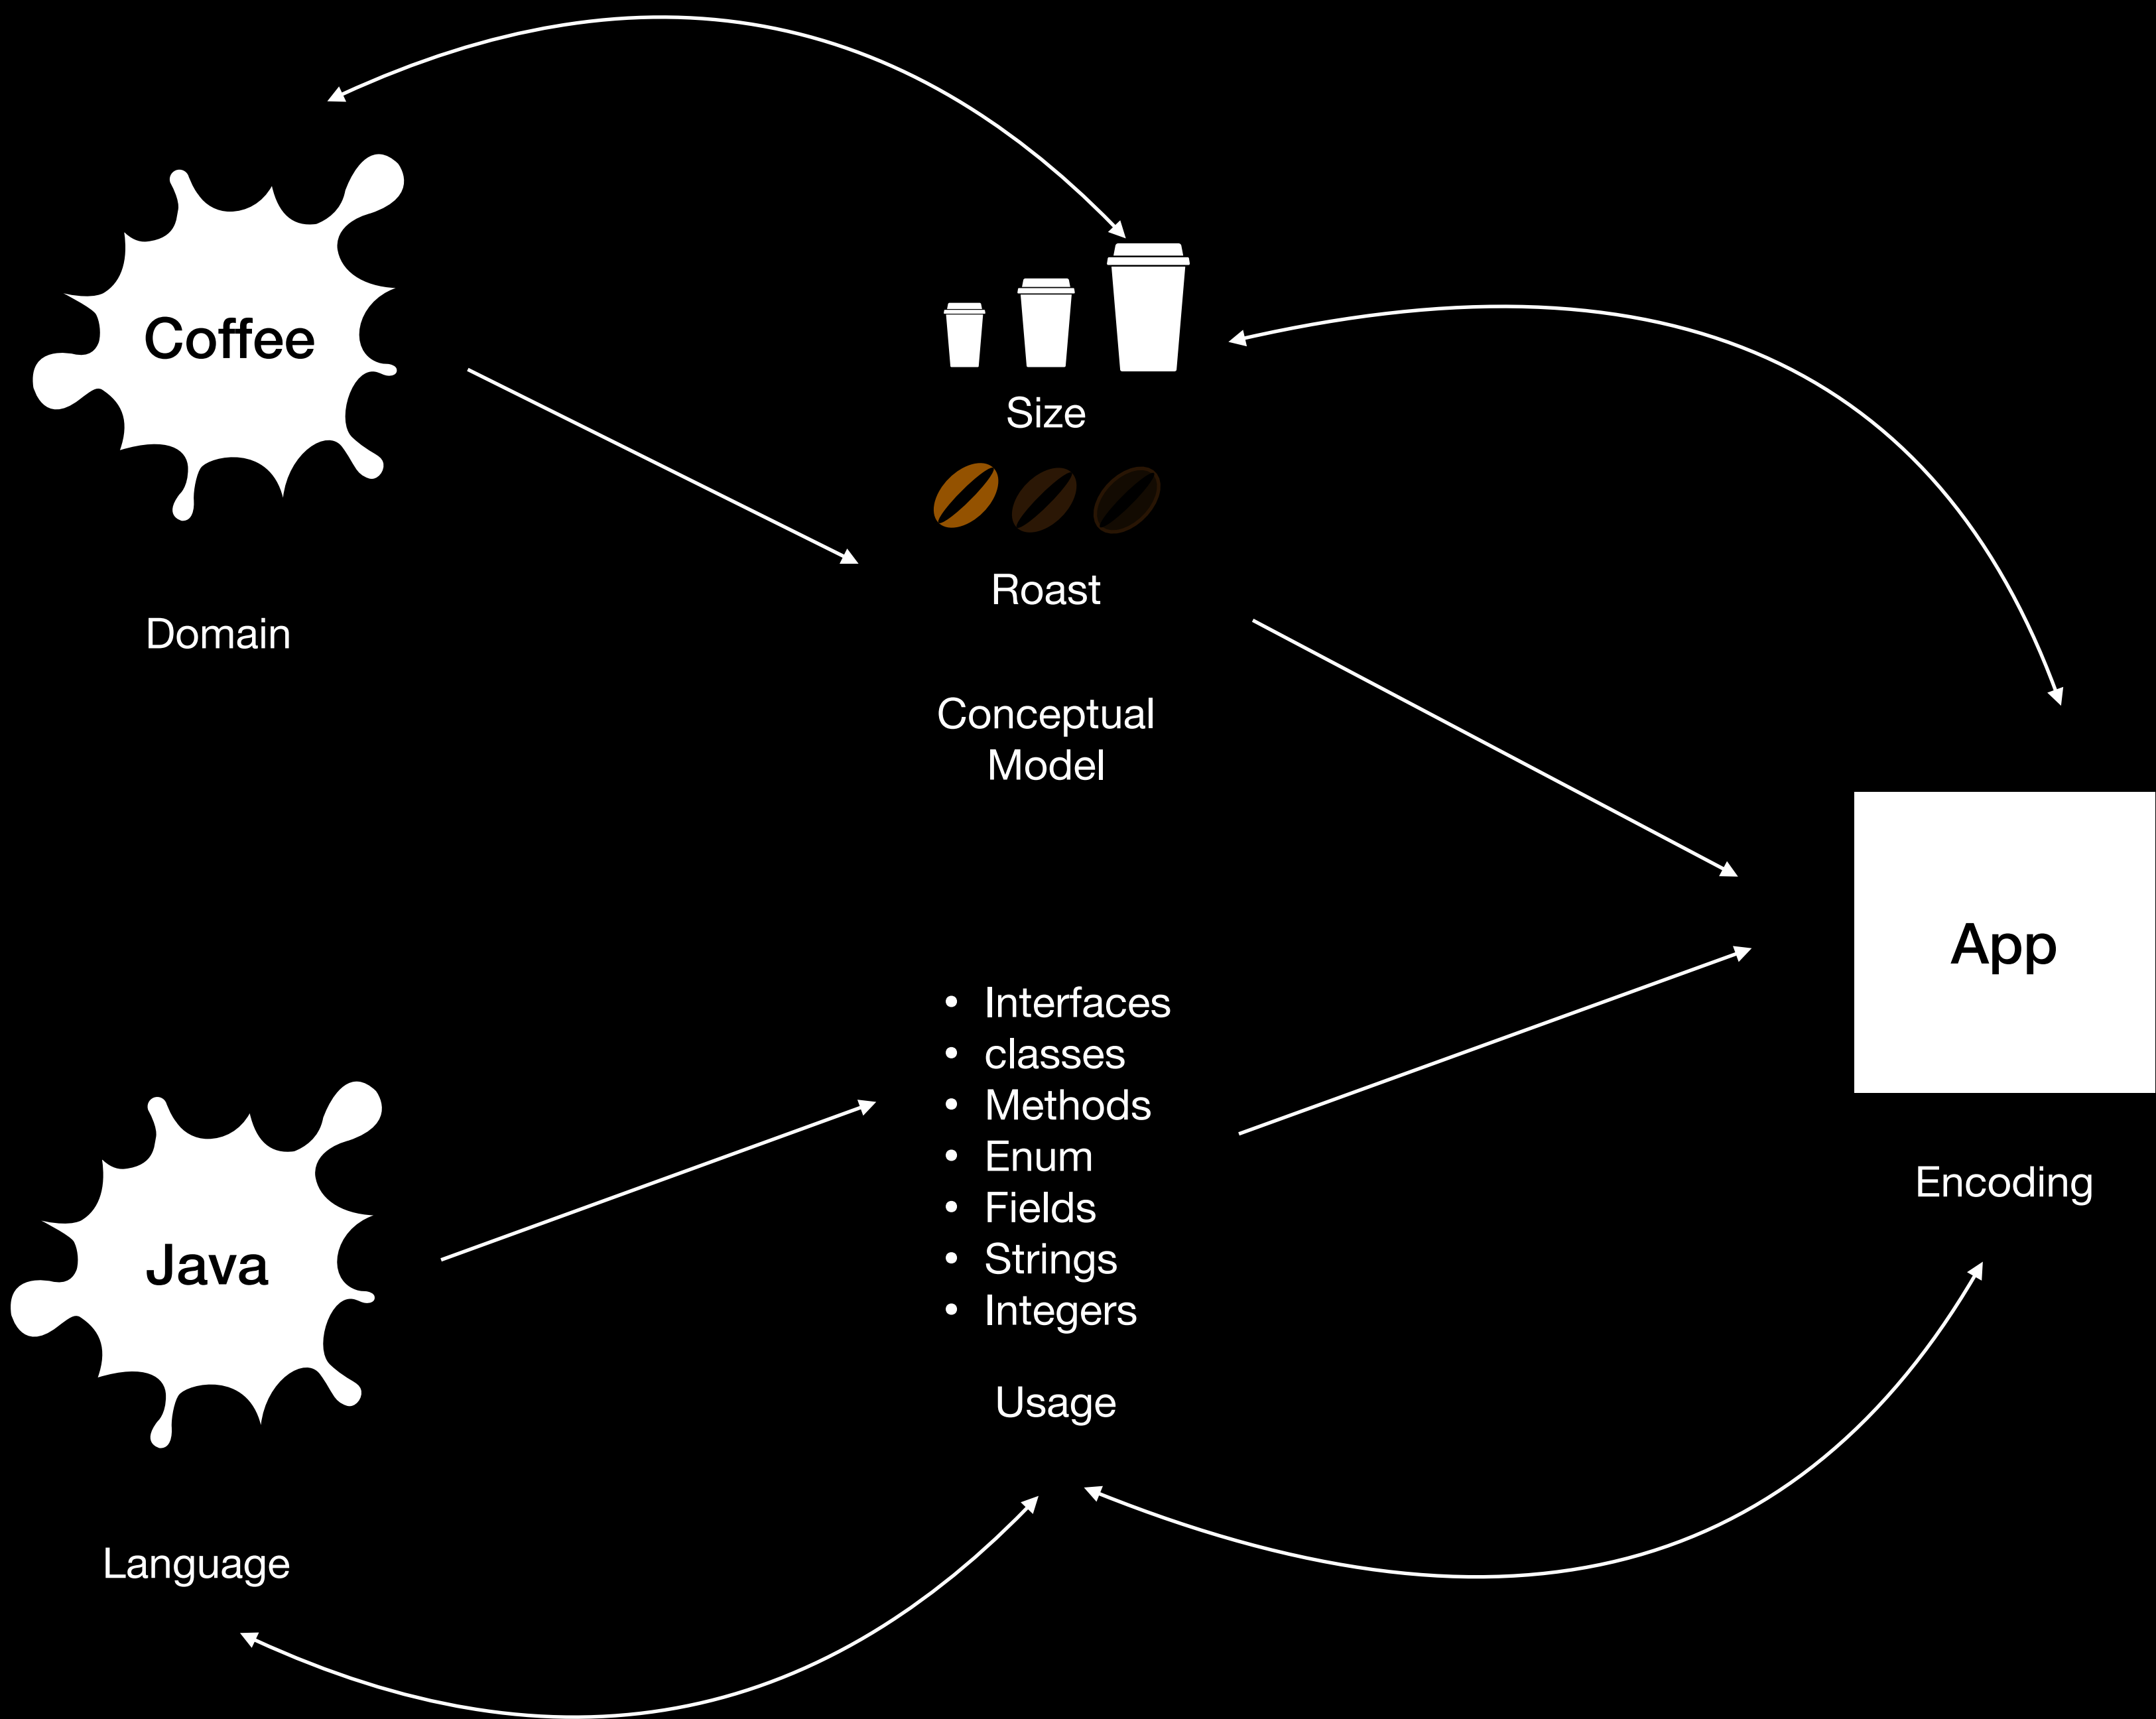 Coffee
Domain
Size
Roast
Conceptual
Model
App
Encoding
• Interfaces
• classes
• Methods
• Enum
• Fields
• Strings
• Integers
Usage
Java
Language